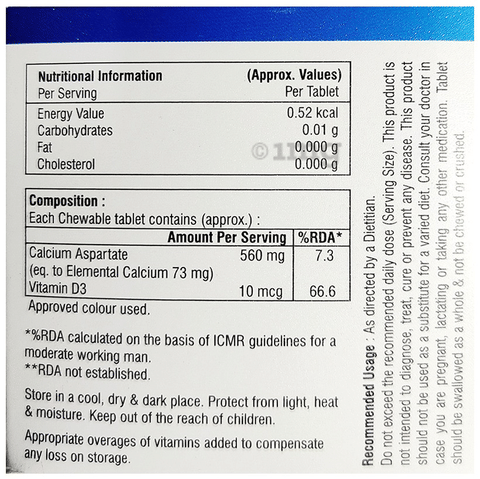 Nutritional Information (Approx. Values)
Per Serving Per Tablet
Energy Value 0.52 kcal
Carbohydrates 0.01 g
Fat 0.000 g
Cholesterol 0.000 g
© 1mg
Composition :
Each Chewable tablet contains (approx.) :
Amount Per Serving %RDA*
Calcium Aspartate 560 mg 7.3
(eq. to Elemental Calcium 73 mg)
Vitamin D3 10 mcg 66.6
Approved colour used.
*%RDA calculated on the basis of ICMR guidelines for a
moderate working man.
**RDA not established.
Store in a cool, dry & dark place. Protect from light, heat
& moisture. Keep out of the reach of children.
Appropriate overages of vitamins added to compensate
any loss on storage.
Recommended Usage : As directed by a Dietitian.
Do not exceed the recommended daily dose (Serving Size). This product is
not intended to diagnose, treat, cure or prevent any disease. This product
should not be used as a substitute for a varied diet. Consult your doctor in
case you are pregnant, lactating or taking any other medication. Tablet
should be swallowed as a whole & not be chewed or crushed.